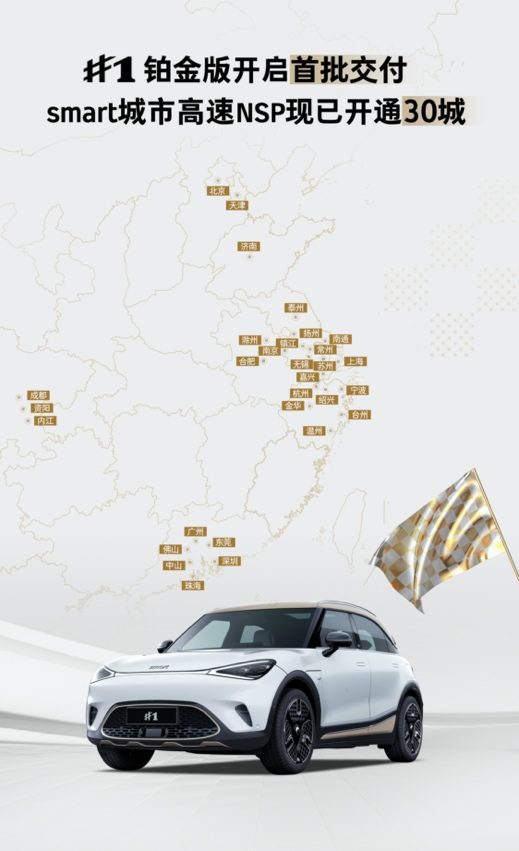 #1 铂金版开启首批交付
smart城市高速NSP现已开通30城
北京
天津
济南
泰州
扬州
滁州
镇江
南通
南京
常州
合肥
无锡
苏州
上海
嘉兴
杭州
宁波
绍兴
金华
台州
温州
成都
资阳
内江
广州
东莞
佛山
深圳
中山
珠海
smart
#1